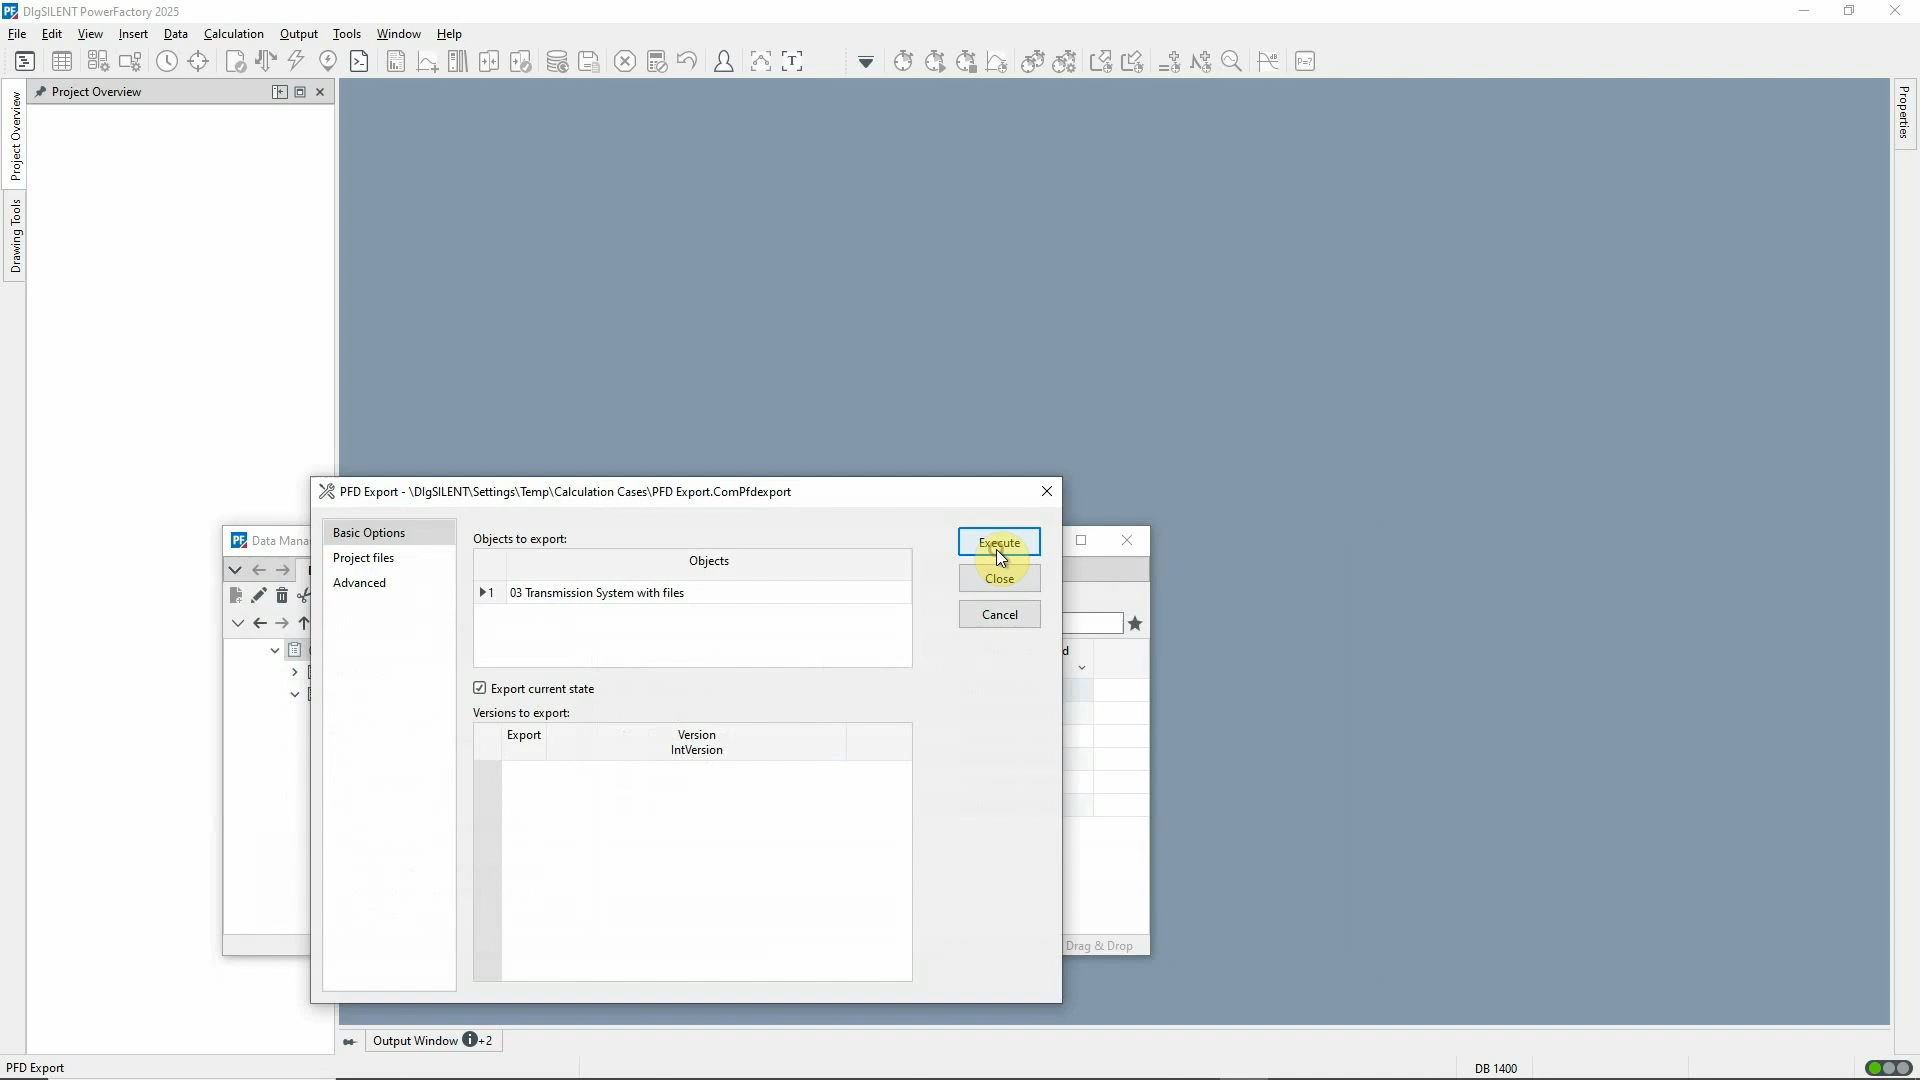 DIgSILENT PowerFactory 2025
File Edit View Insert Data Calculation Output Tools Window Help
Project Overview
Project Overview
Drawing Tools
Properties
PFD Export - \DIgSILENT\Settings\Temp\Calculation Cases\PFD Export.ComPfdexport
Data Mana
Basic Options
Project files
Advanced
Objects to export:
Objects
1 03 Transmission System with files
Execute
Close
Cancel
d
Export current state
Versions to export:
Export
Version
IntVersion
Drag & Drop
Output Window +2
PFD Export
DB 1400